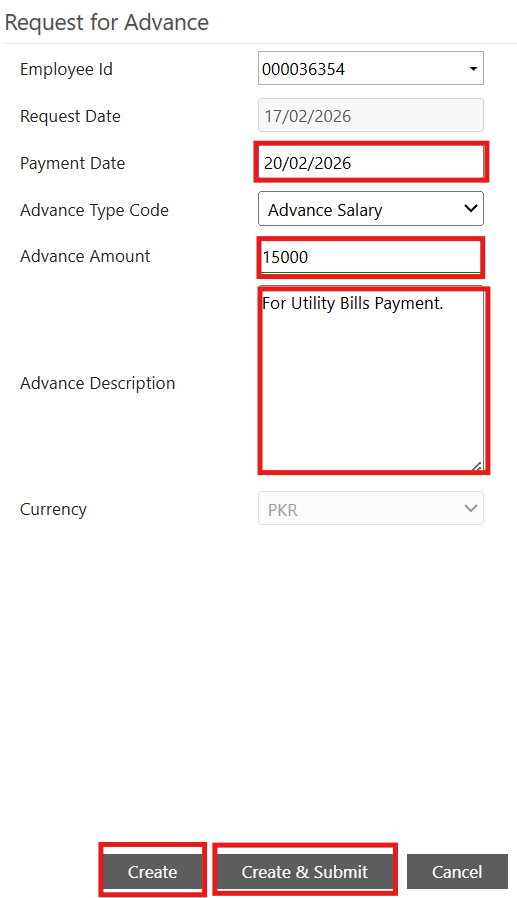 Request for Advance
Employee Id 000036354
Request Date 17/02/2026
Payment Date 20/02/2026
Advance Type Code Advance Salary
Advance Amount 15000
For Utility Bills Payment.
Advance Description
Currency PKR
Create Create & Submit Cancel